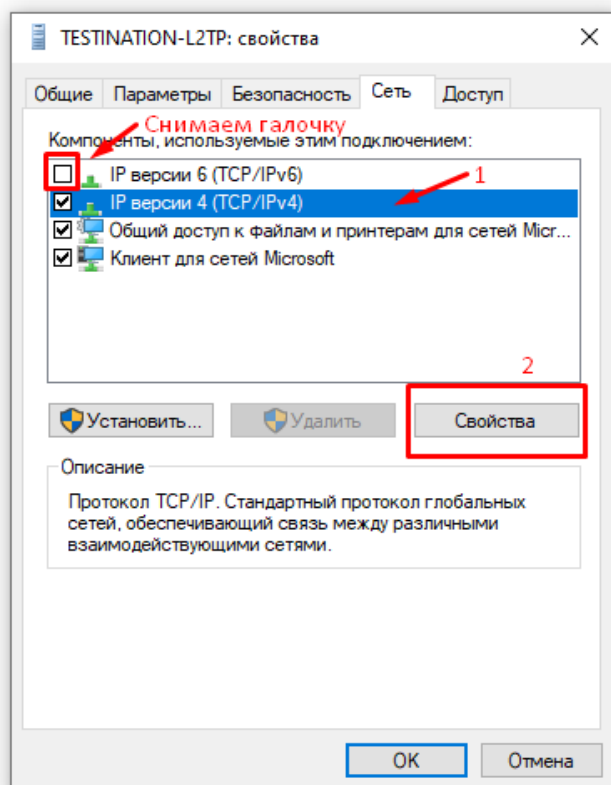 TESTINATION-L2TP: свойства
Общие Параметры Безопасность Сеть Доступ
Снимаем галочку
Компоненты, используемые этим подключением:
IP версии 6 (TCP/IPv6)
1
IP версии 4 (TCP/IPv4)
Общий доступ к файлам и принтерам для сетей Micr...
Клиент для сетей Microsoft
2
Установить... Удалить Свойства
Описание
Протокол TCP/IP. Стандартный протокол глобальных
сетей, обеспечивающий связь между различными
взаимодействующими сетями.
OK Отмена